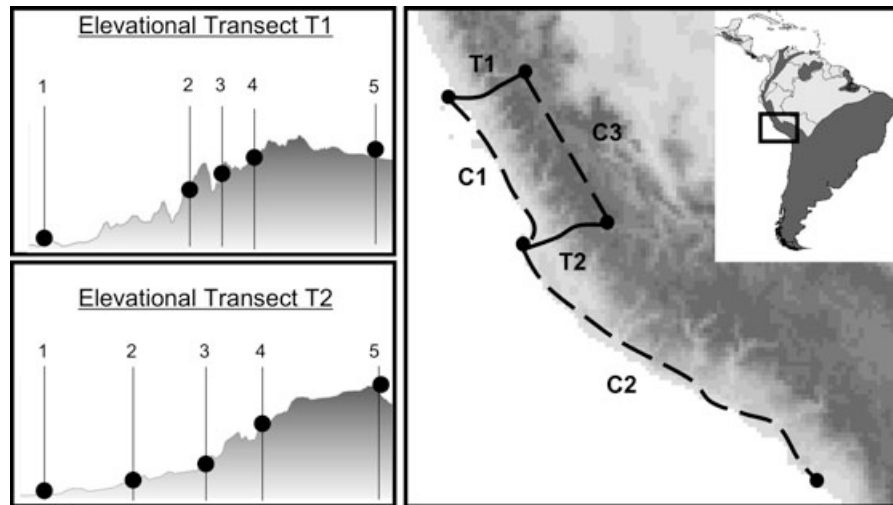 Elevational Transect T1
1 2 3 4 5
Elevational Transect T2
1 2 3 4 5
T1
C3
C1
T2
C2